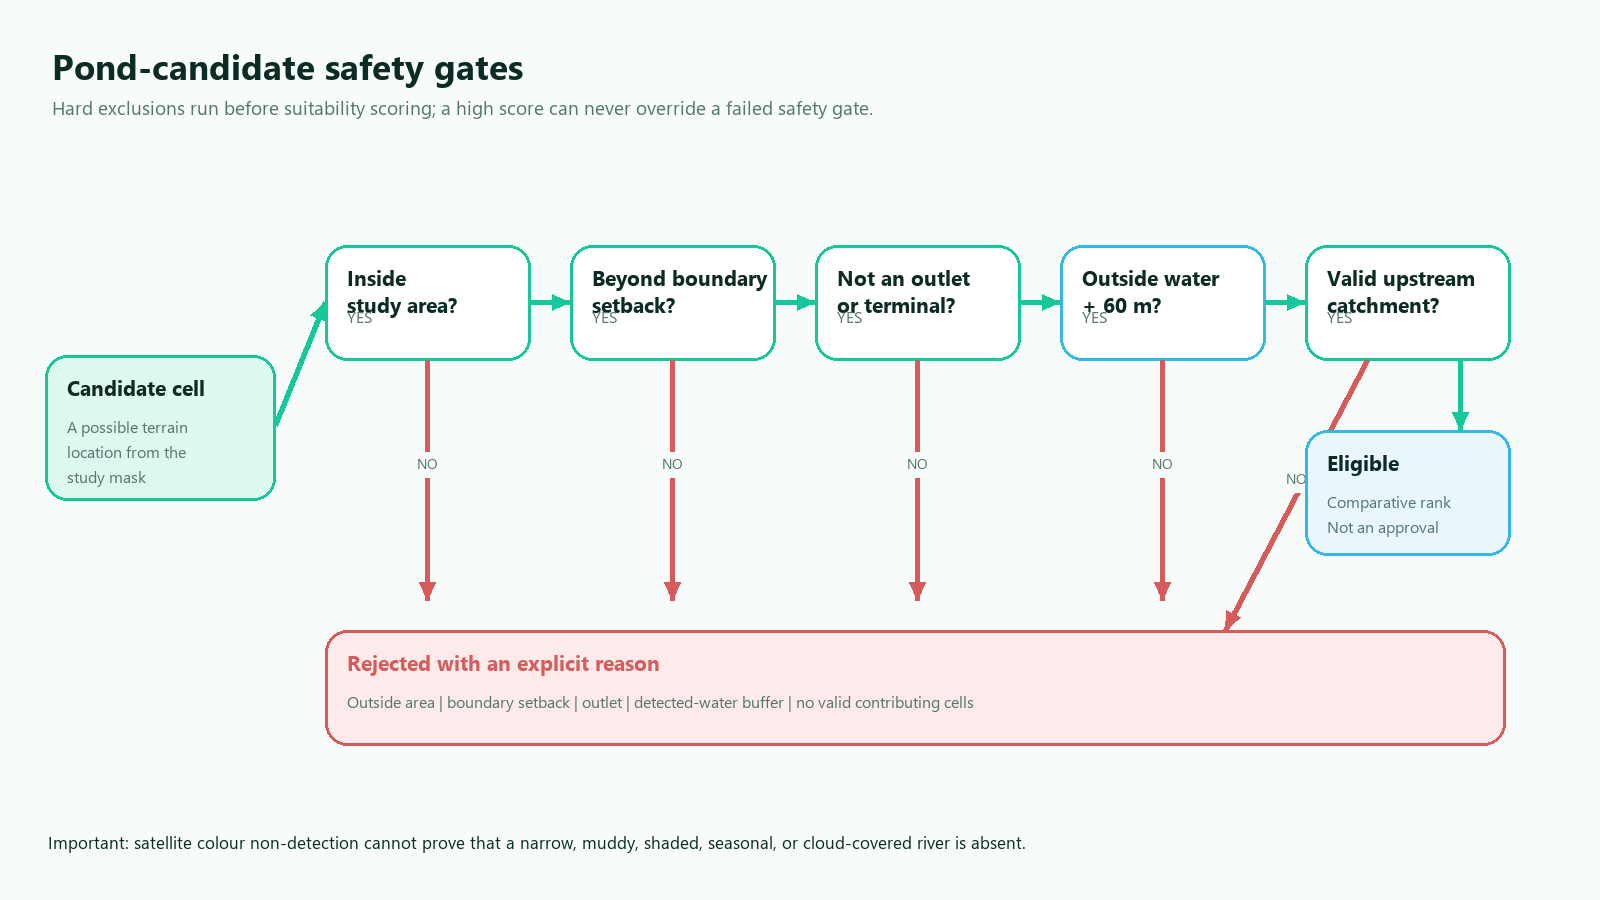 Pond-candidate safety gates
Hard exclusions run before suitability scoring; a high score can never override a failed safety gate.
Inside
study area?
YES
Beyond boundary
setback?
YES
Not an outlet
or terminal?
YES
Outside water
+ 60 m?
YES
Valid upstream
catchment?
YES
Candidate cell
A possible terrain
location from the
study mask
NO
NO
NO
NO
NO
Eligible
Comparative rank
Not an approval
Rejected with an explicit reason
Outside area | boundary setback | outlet | detected-water buffer | no valid contributing cells
Important: satellite colour non-detection cannot prove that a narrow, muddy, shaded, seasonal, or cloud-covered river is absent.